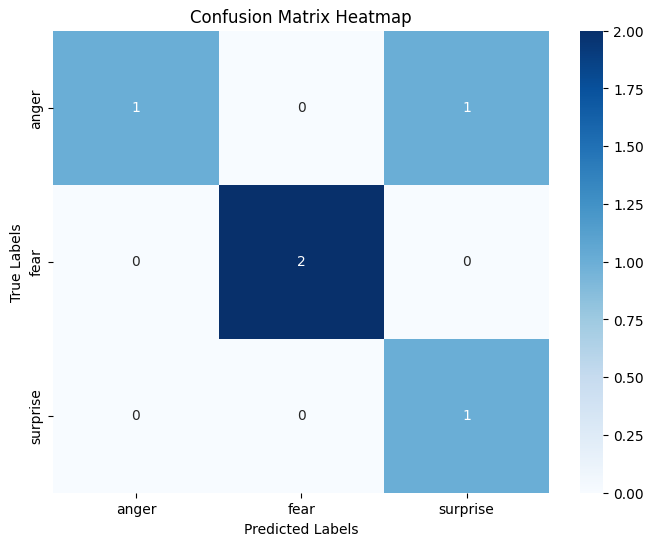 Confusion Matrix Heatmap
True Labels
anger
1 0 1
fear
0 2 0
surprise
0 0 1
anger fear surprise
Predicted Labels
2.00
1.75
1.50
1.25
1.00
0.75
0.50
0.25
0.00